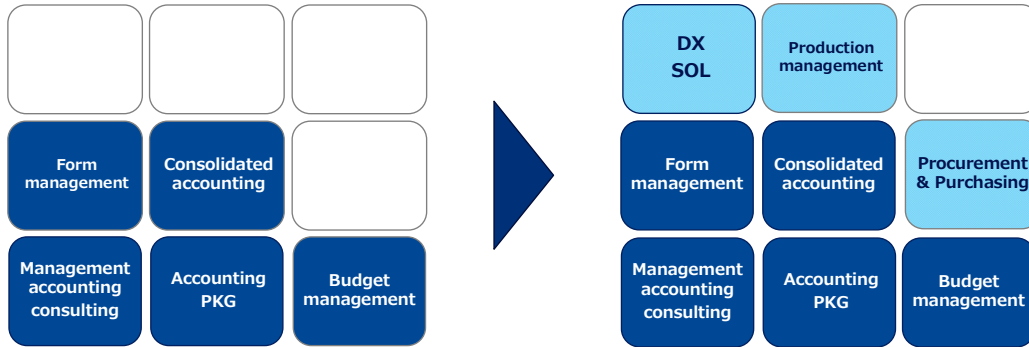 Form
management
Consolidated
accounting
Management
accounting
consulting
Accounting
PKG
Budget
management
DX
SOL
Production
management
Form
management
Consolidated
accounting
Procurement
& Purchasing
Management
accounting
consulting
Accounting
PKG
Budget
management